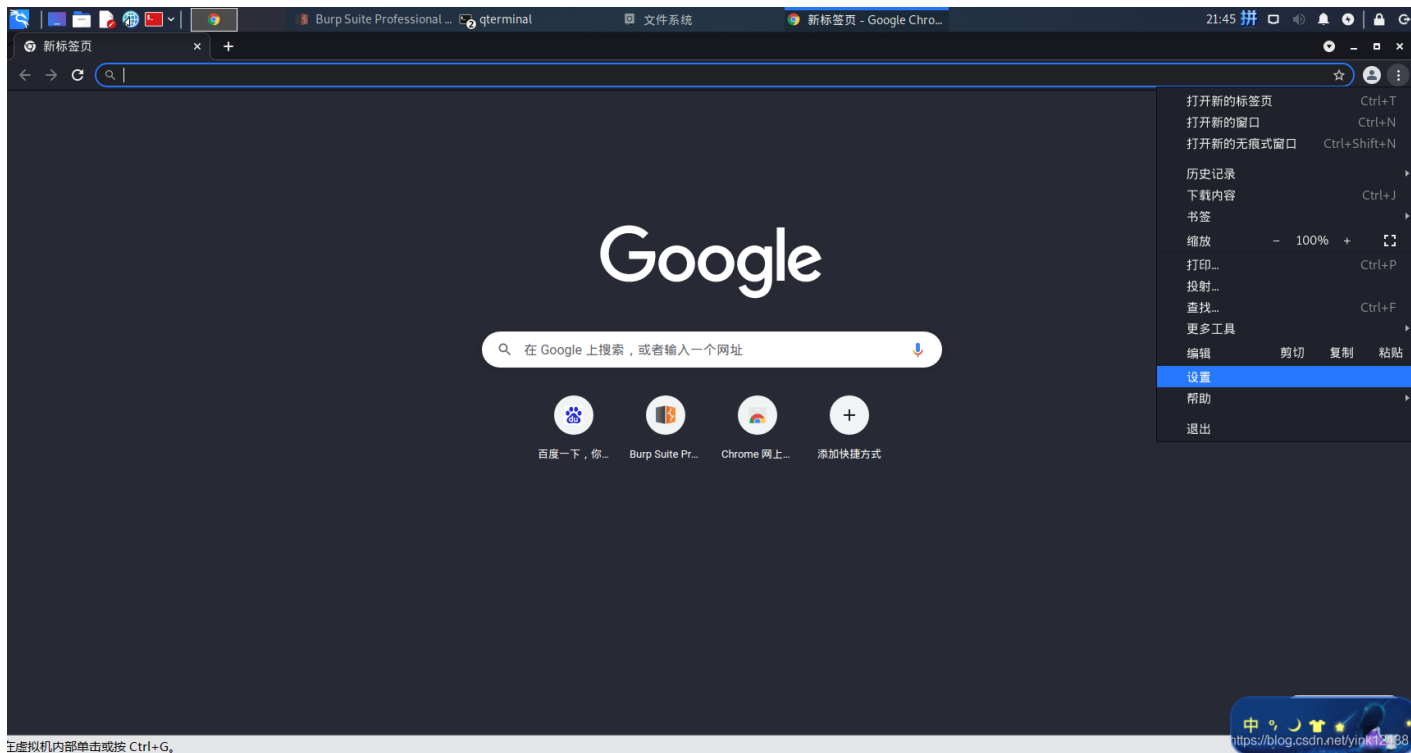 Burp Suite Professional ... qterminal 文件系统 新标签页 - Google Chro... 21:45 拼
新标签页
打开新的标签页 Ctrl+T
打开新的窗口 Ctrl+N
打开新的无痕式窗口 Ctrl+Shift+N
历史记录
下载内容 Ctrl+J
书签
缩放 - 100% +
打印... Ctrl+P
投射...
查找... Ctrl+F
更多工具
编辑 剪切 复制 粘贴
设置
帮助
退出
Google
在 Google 上搜索，或者输入一个网址
百度一下，你... Burp Suite Pr... Chrome 网上... 添加快捷方式
中
https://blog.csdn.net/yink12138
在虚拟机内部单击或按 Ctrl+G。